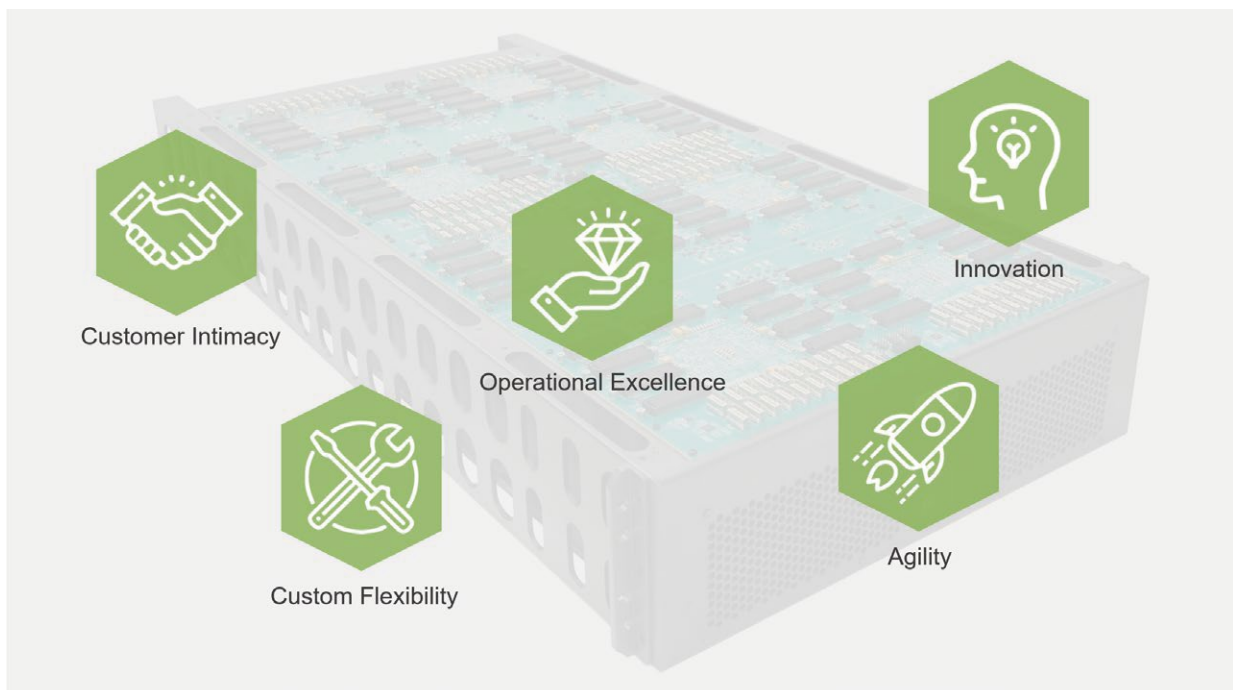 Innovation
Customer Intimacy
Operational Excellence
Agility
Custom Flexibility